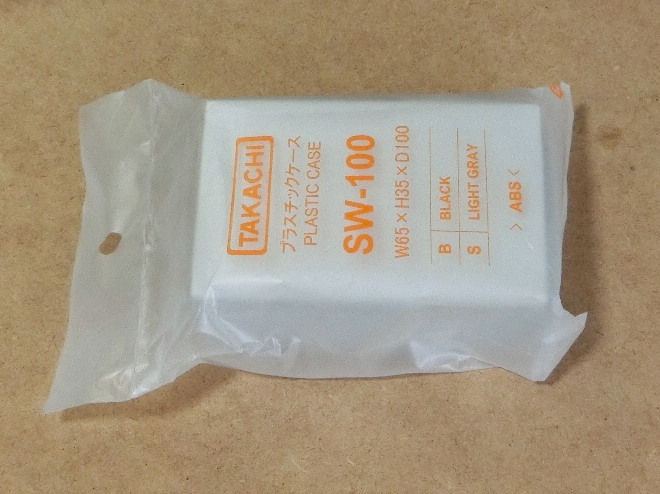 TAKACHI
プラスチックケース
PLASTIC CASE
SW-100
W65×H35×D100
B BLACK
S LIGHT GRAY
> ABS <